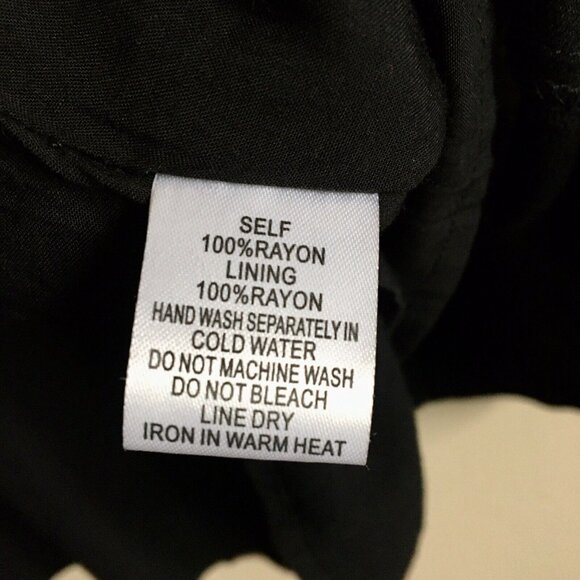 SELF
100%RAYON
LINING
100%RAYON
HAND WASH SEPARATELY IN
COLD WATER
DO NOT MACHINE WASH
DO NOT BLEACH
LINE DRY
IRON IN WARM HEAT